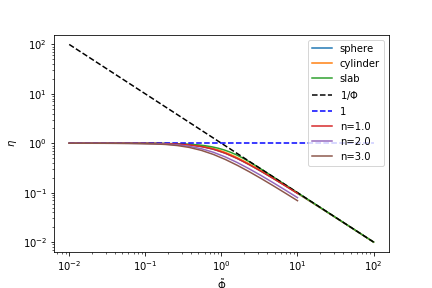 10²
10¹
10⁰
10⁻¹
10⁻²
η
10⁻²
10⁻¹
10⁰
10¹
10²
Φ̂
sphere
cylinder
slab
1/Φ
1
n=1.0
n=2.0
n=3.0